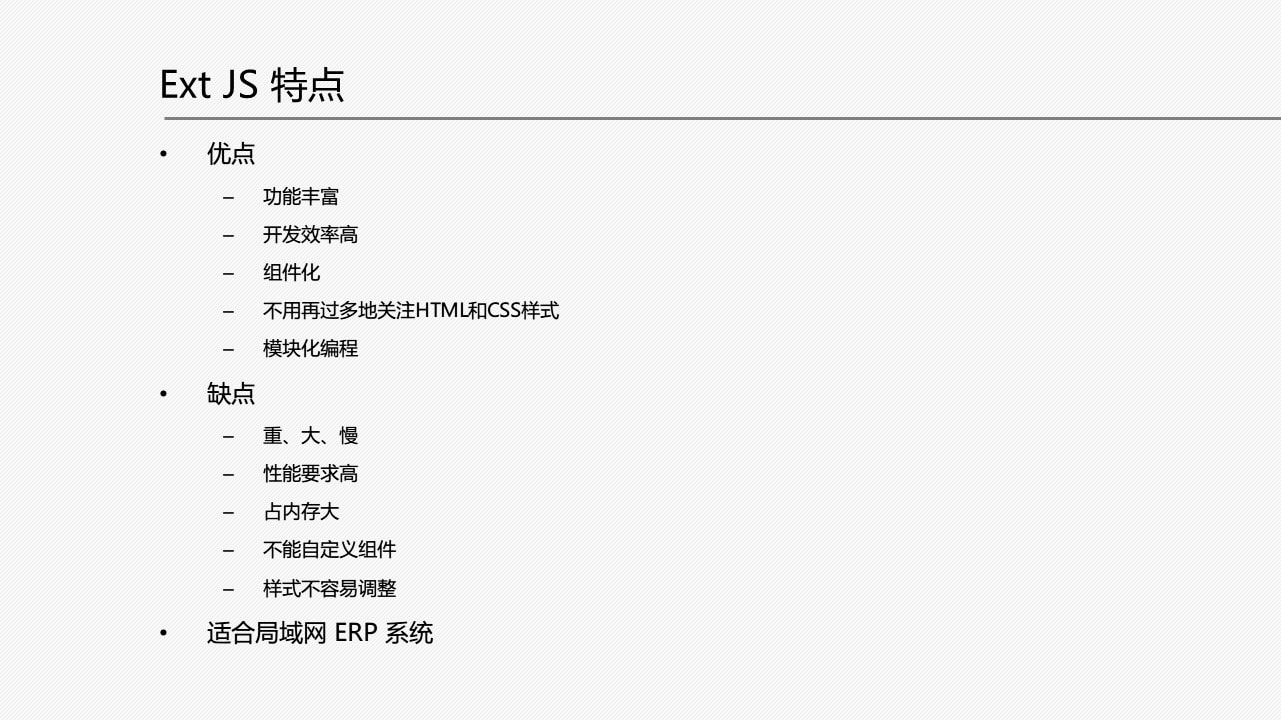 Ext JS 特点
• 优点
– 功能丰富
– 开发效率高
– 组件化
– 不用再过多地关注HTML和CSS样式
– 模块化编程
• 缺点
– 重、大、慢
– 性能要求高
– 占内存大
– 不能自定义组件
– 样式不容易调整
• 适合局域网 ERP 系统